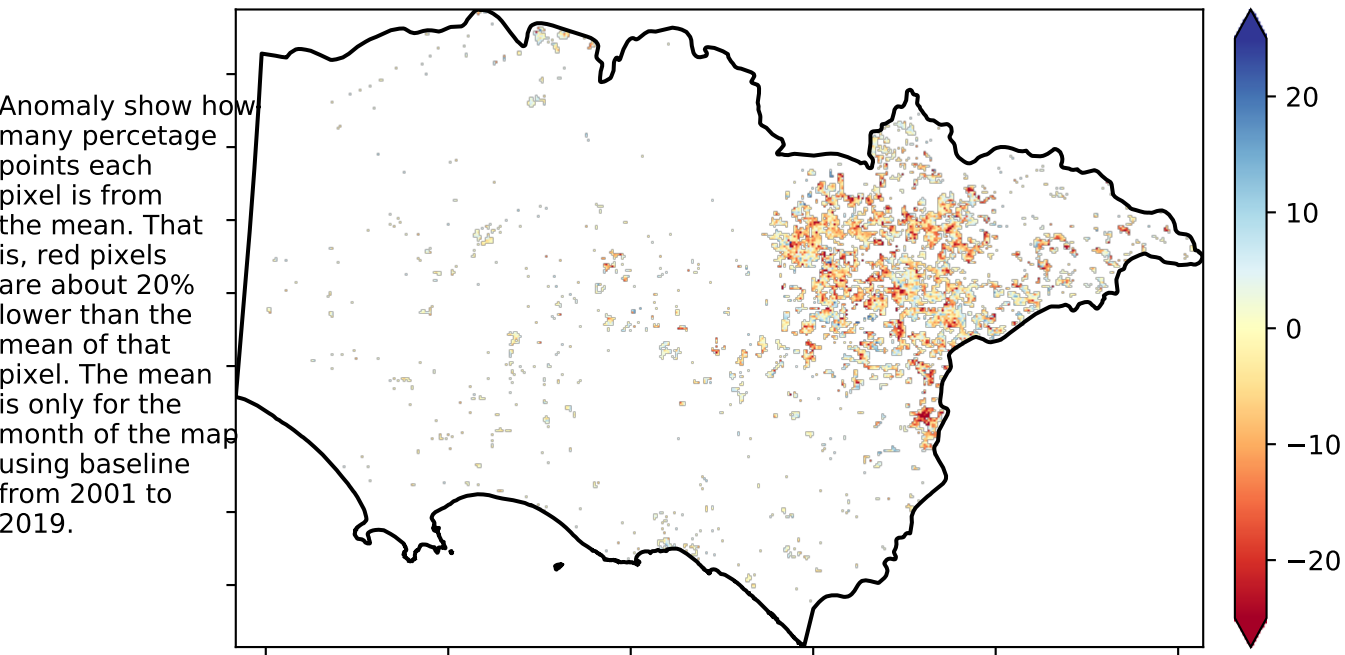 Anomaly show how
many percetage
points each
pixel is from
the mean. That
is, red pixels
are about 20%
lower than the
mean of that
pixel. The mean
is only for the
month of the map
using baseline
from 2001 to
2019.
20
10
0
−10
−20